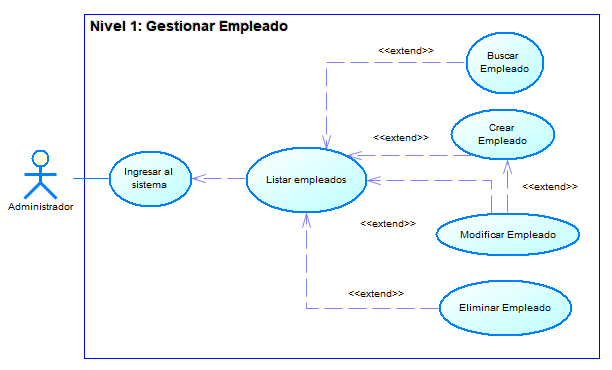 Nivel 1: Gestionar Empleado
<<extend>>
Buscar
Empleado
<<extend>>
Crear
Empleado
Ingresar al
sistema
Listar empleados
<<extend>>
Administrador
<<extend>>
Modificar Empleado
<<extend>>
Eliminar Empleado